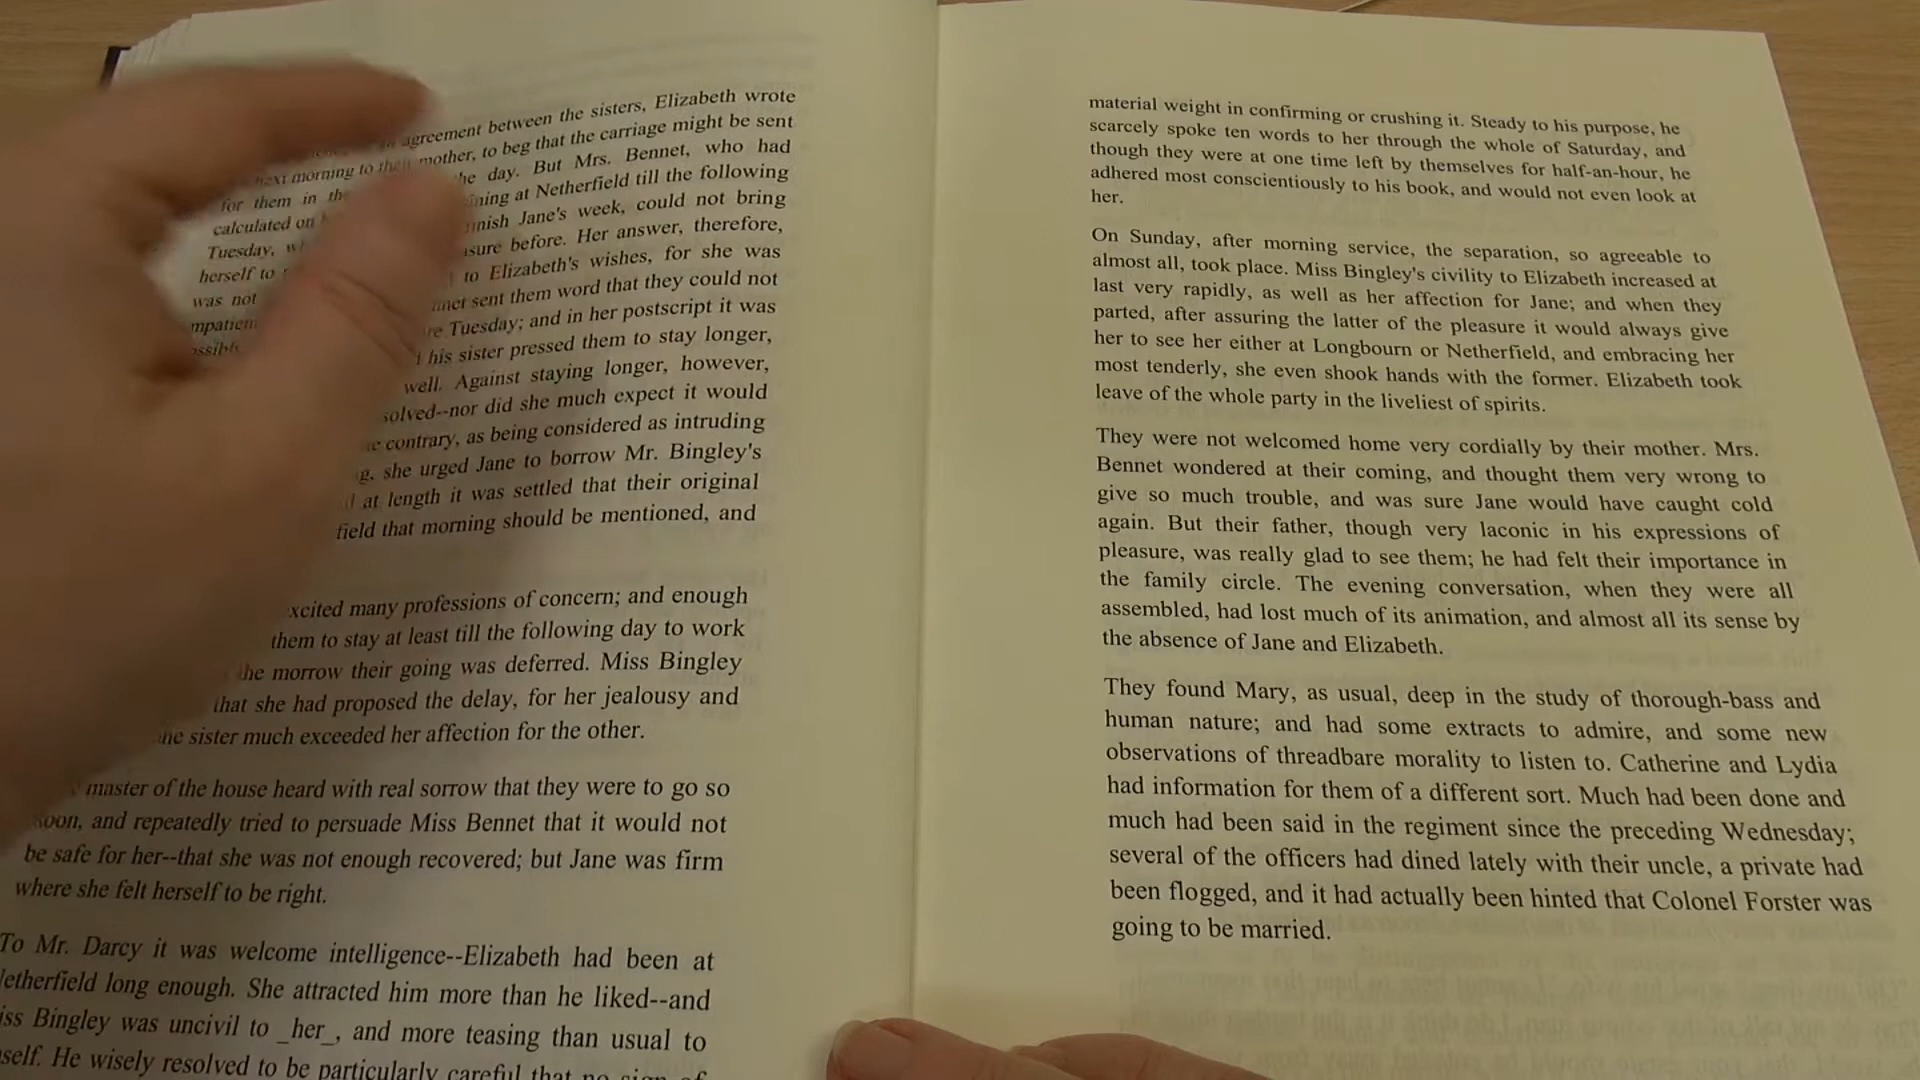 agreement between the sisters, Elizabeth wrote
next morning to their mother, to beg that the carriage might be sent
for them in the day. But Mrs. Bennet, who had
calculated on ning at Netherfield till the following
Tuesday, inish Jane's week, could not bring
herself to asure before. Her answer, therefore,
was not to Elizabeth's wishes, for she was
sent them word that they could not
Tuesday; and in her postscript it was
his sister pressed them to stay longer,
well. Against staying longer, however,
solved--nor did she much expect it would
contrary, as being considered as intruding
she urged Jane to borrow Mr. Bingley's
at length it was settled that their original
field that morning should be mentioned, and
xcited many professions of concern; and enough
them to stay at least till the following day to work
the morrow their going was deferred. Miss Bingley
that she had proposed the delay, for her jealousy and
one sister much exceeded her affection for the other.
master of the house heard with real sorrow that they were to go so
soon, and repeatedly tried to persuade Miss Bennet that it would not
be safe for her--that she was not enough recovered; but Jane was firm
where she felt herself to be right.
To Mr. Darcy it was welcome intelligence--Elizabeth had been at
Netherfield long enough. She attracted him more than he liked--and
iss Bingley was uncivil to _her_, and more teasing than usual to
self. He wisely resolved to be particularly careful that no sign of
material weight in confirming or crushing it. Steady to his purpose, he
scarcely spoke ten words to her through the whole of Saturday, and
though they were at one time left by themselves for half-an-hour, he
adhered most conscientiously to his book, and would not even look at
her.
On Sunday, after morning service, the separation, so agreeable to
almost all, took place. Miss Bingley's civility to Elizabeth increased at
last very rapidly, as well as her affection for Jane; and when they
parted, after assuring the latter of the pleasure it would always give
her to see her either at Longbourn or Netherfield, and embracing her
most tenderly, she even shook hands with the former. Elizabeth took
leave of the whole party in the liveliest of spirits.
They were not welcomed home very cordially by their mother. Mrs.
Bennet wondered at their coming, and thought them very wrong to
give so much trouble, and was sure Jane would have caught cold
again. But their father, though very laconic in his expressions of
pleasure, was really glad to see them; he had felt their importance in
the family circle. The evening conversation, when they were all
assembled, had lost much of its animation, and almost all its sense by
the absence of Jane and Elizabeth.
They found Mary, as usual, deep in the study of thorough-bass and
human nature; and had some extracts to admire, and some new
observations of threadbare morality to listen to. Catherine and Lydia
had information for them of a different sort. Much had been done and
much had been said in the regiment since the preceding Wednesday;
several of the officers had dined lately with their uncle, a private had
been flogged, and it had actually been hinted that Colonel Forster was
going to be married.